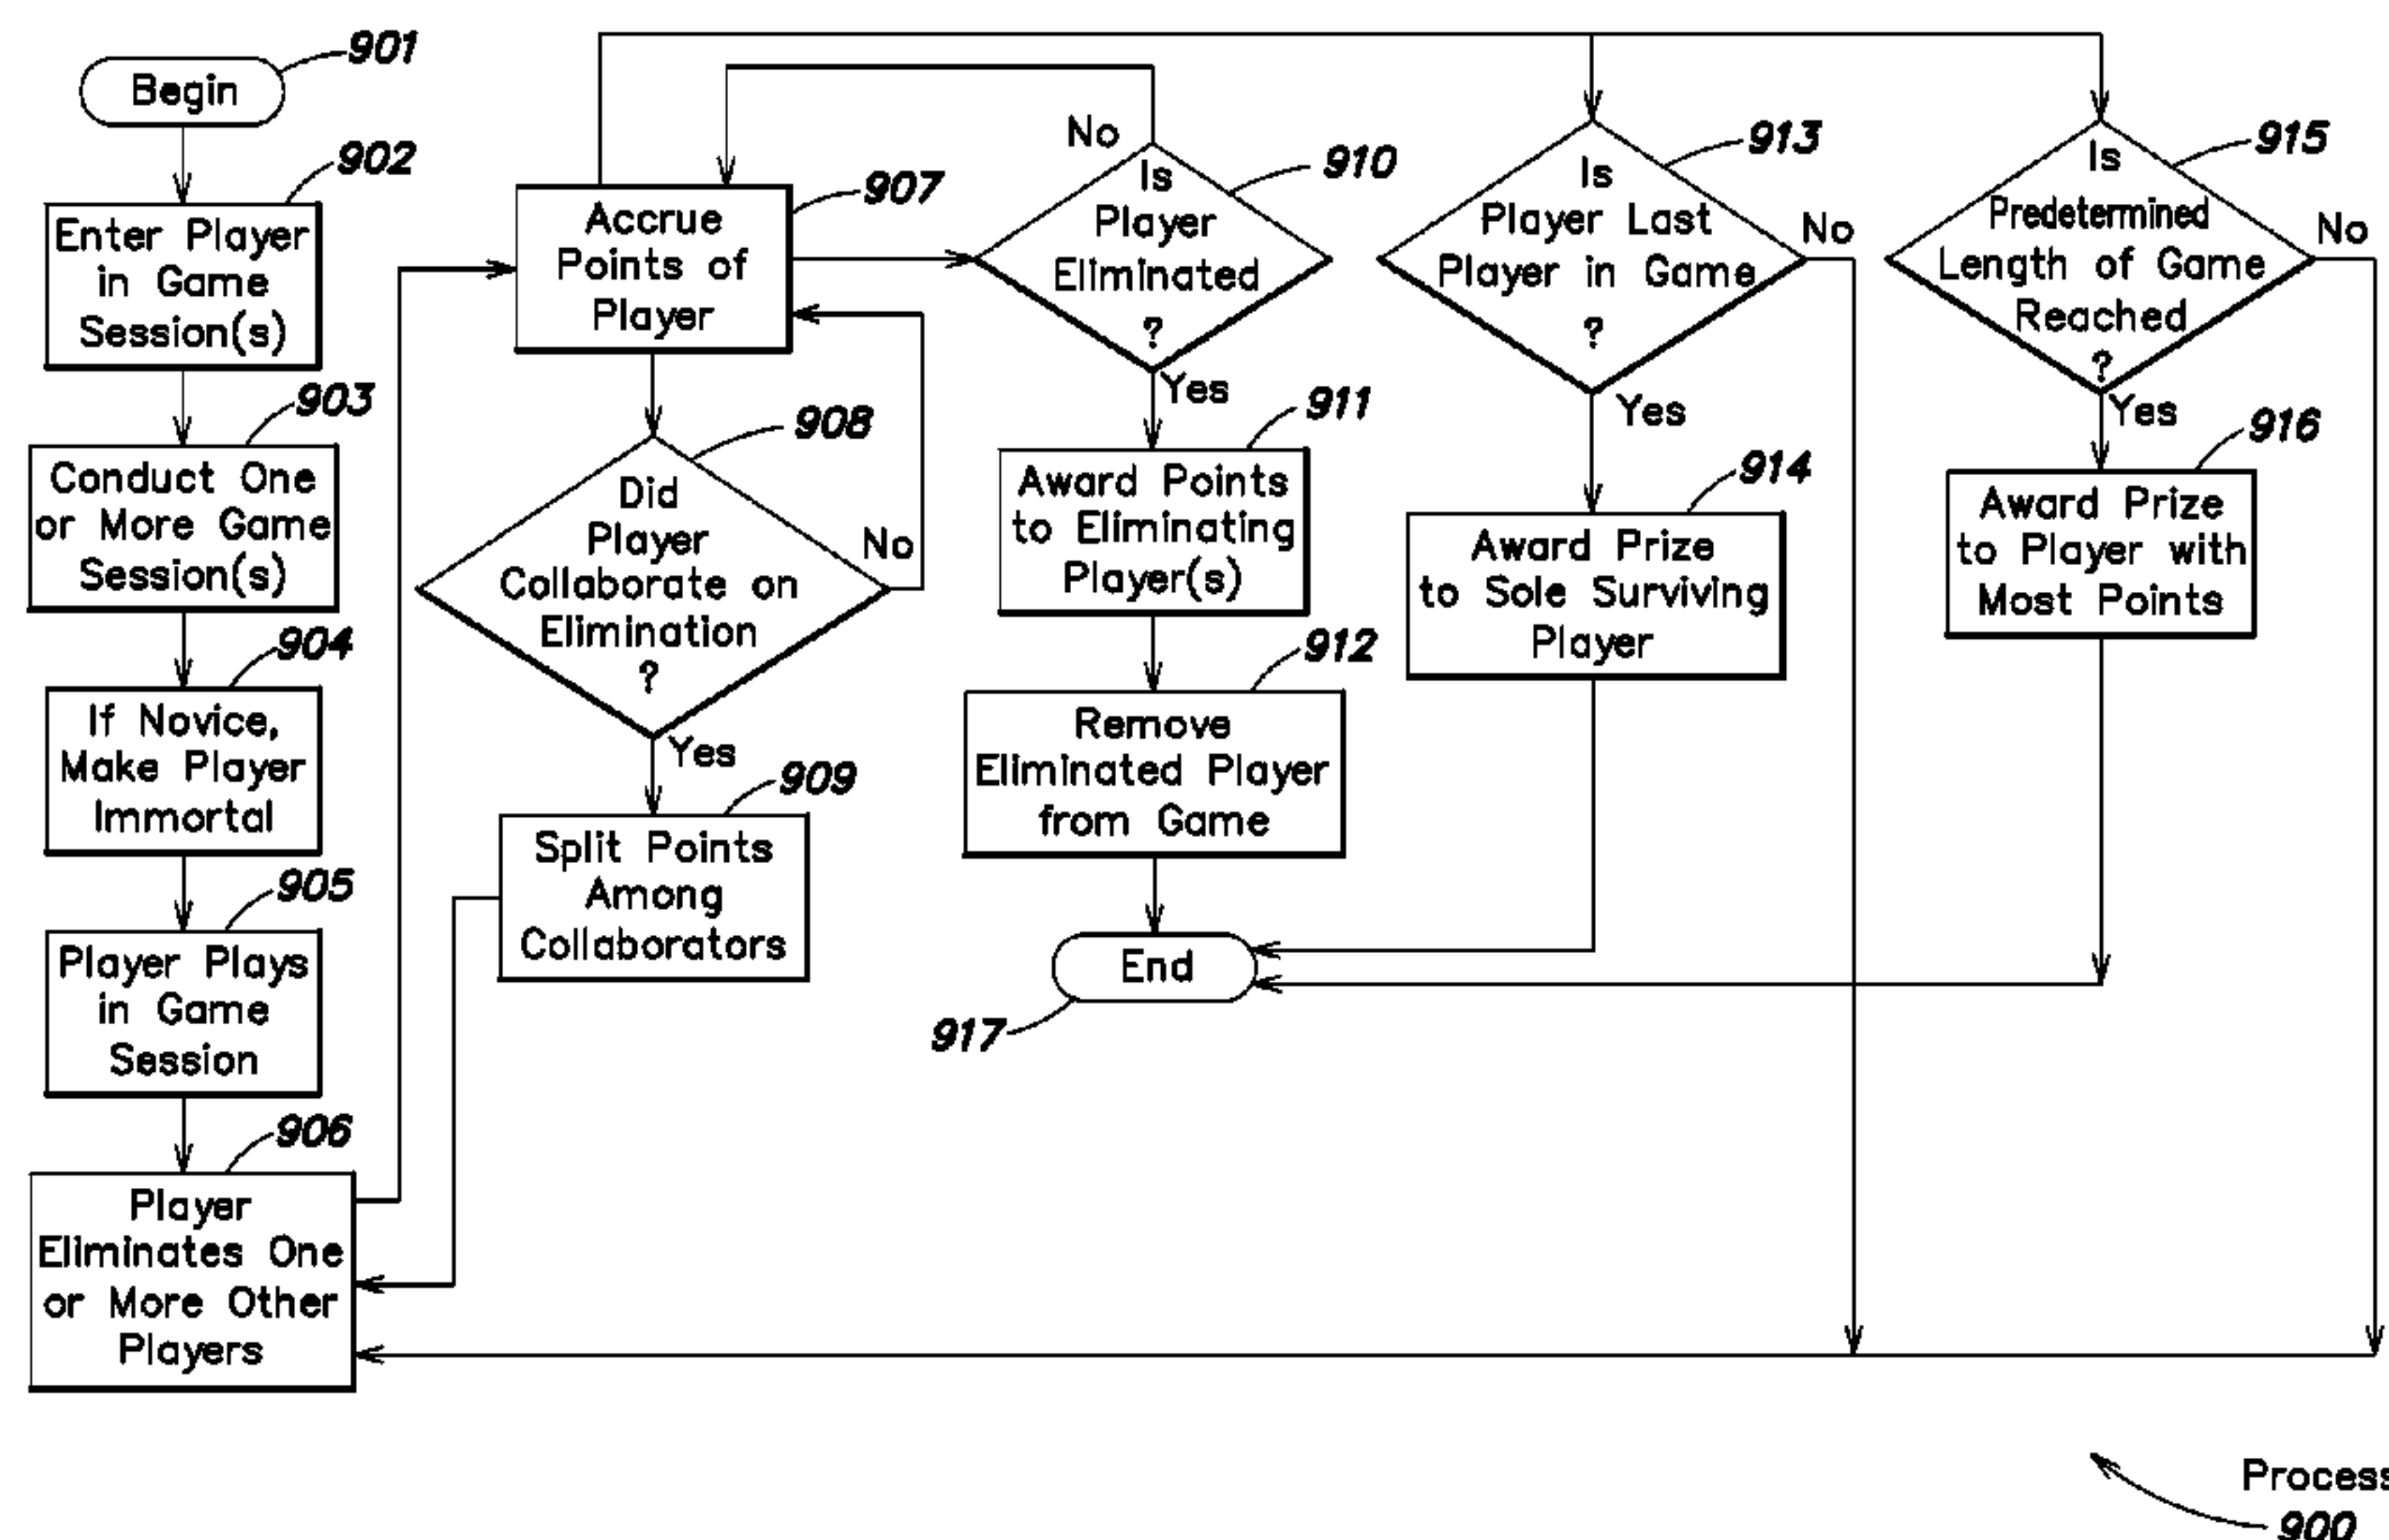 901
Begin
902
Enter Player
in Game
Session(s)
903
Conduct One
or More Game
Session(s)
904
If Novice,
Make Player
Immortal
905
Player Plays
in Game
Session
906
Player
Eliminates One
or More Other
Players
907
Accrue
Points of
Player
908
Did
Player
Collaborate on
Elimination
?
No
Yes
909
Split Points
Among
Collaborators
910
No
Is
Player
Eliminated
?
Yes
911
Award Points
to Eliminating
Player(s)
912
Remove
Eliminated Player
from Game
End
917
913
Is
Player Last
Player in Game
?
No
Yes
914
Award Prize
to Sole Surviving
Player
915
Is
Predetermined
Length of Game
Reached
?
No
Yes
916
Award Prize
to Player with
Most Points
Process
900